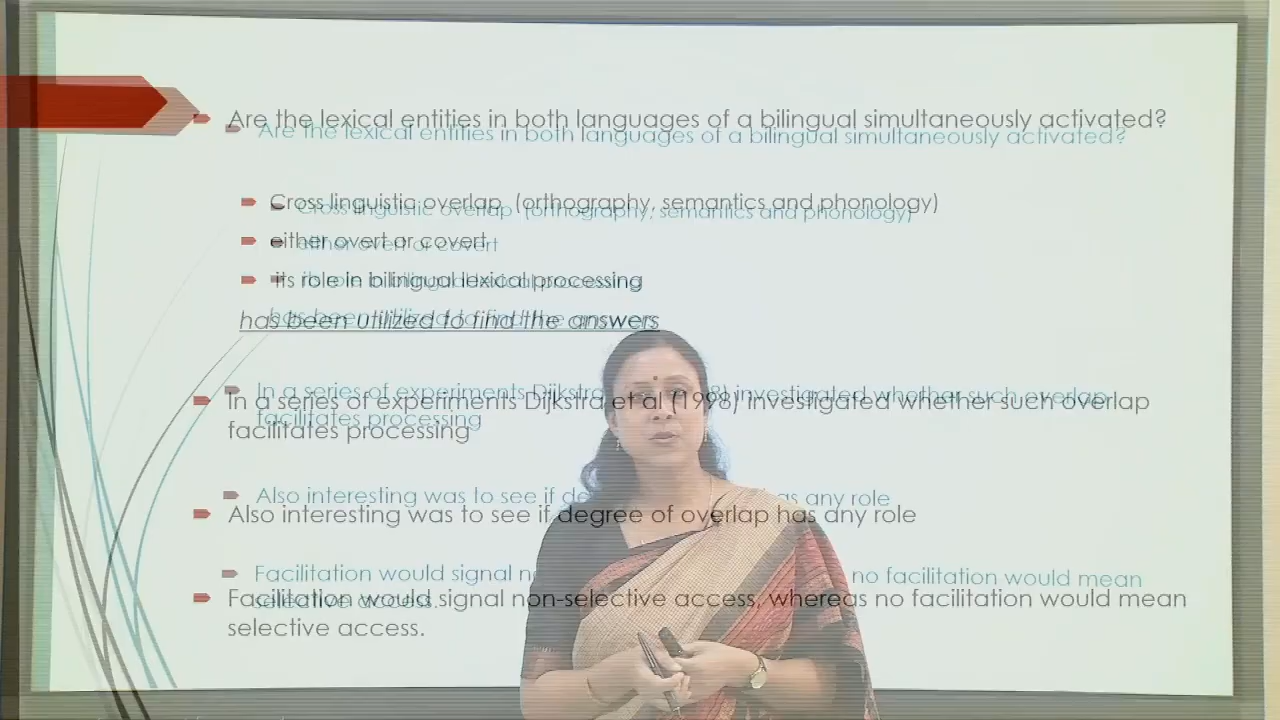 Are the lexical entities in both languages of a bilingual simultaneously activated?
Cross linguistic overlap (orthography, semantics and phonology)
either overt or covert
its role in bilingual lexical processing
has been utilized to find the answers
In a series of experiments Dijkstra et al (1998) investigated whether such overlap
facilitates processing
Also interesting was to see if degree of overlap has any role
Facilitation would signal non-selective access, whereas no facilitation would mean
selective access.